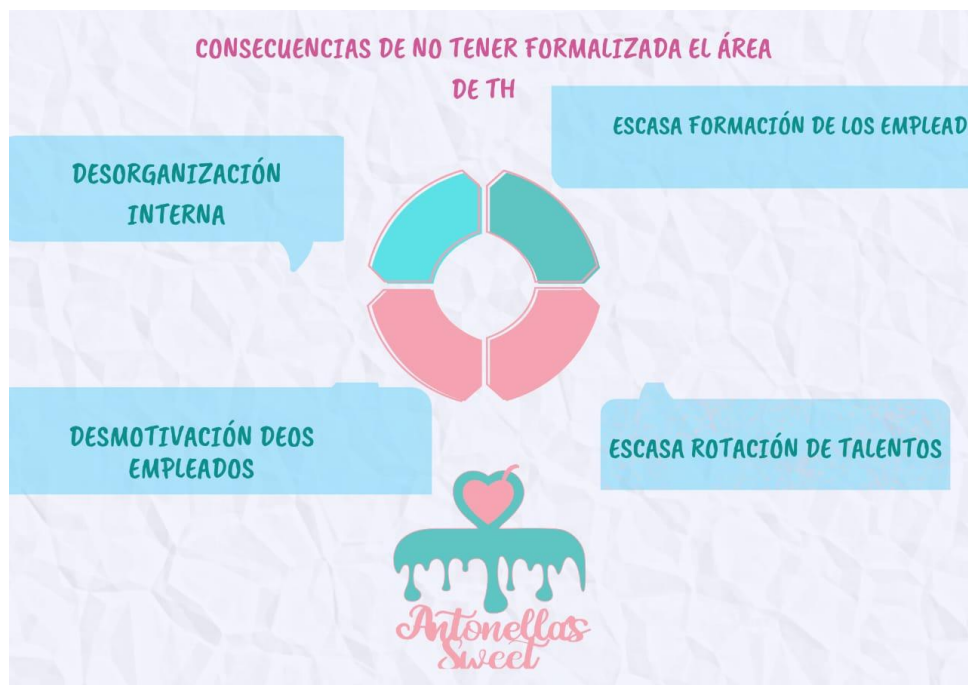 CONSECUENCIAS DE NO TENER FORMALIZADA EL ÁREA
DE TH
ESCASA FORMACIÓN DE LOS EMPLEAD
DESORGANIZACIÓN
INTERNA
DESMOTIVACIÓN DEOS
EMPLEADOS
ESCASA ROTACIÓN DE TALENTOS
Antonellas
Sweet